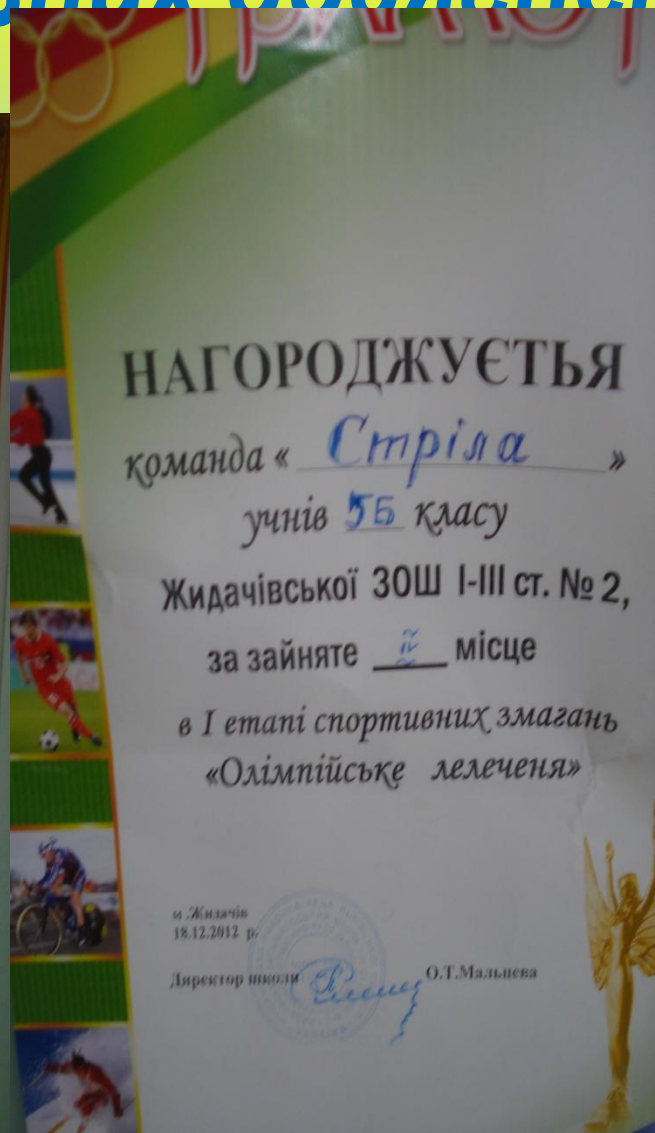 НАГОРОДЖУЄТЬЯ
команда « Стріла »
учнів 5Б класу
Жидачівської ЗОШ І-ІІІ ст. № 2,
за зайняте IV місце
в І етапі спортивних змагань
«Олімпійське лелеченя»
м .Жидачів
18.12.2012 р.
Директор школи О.Т.Мальцева